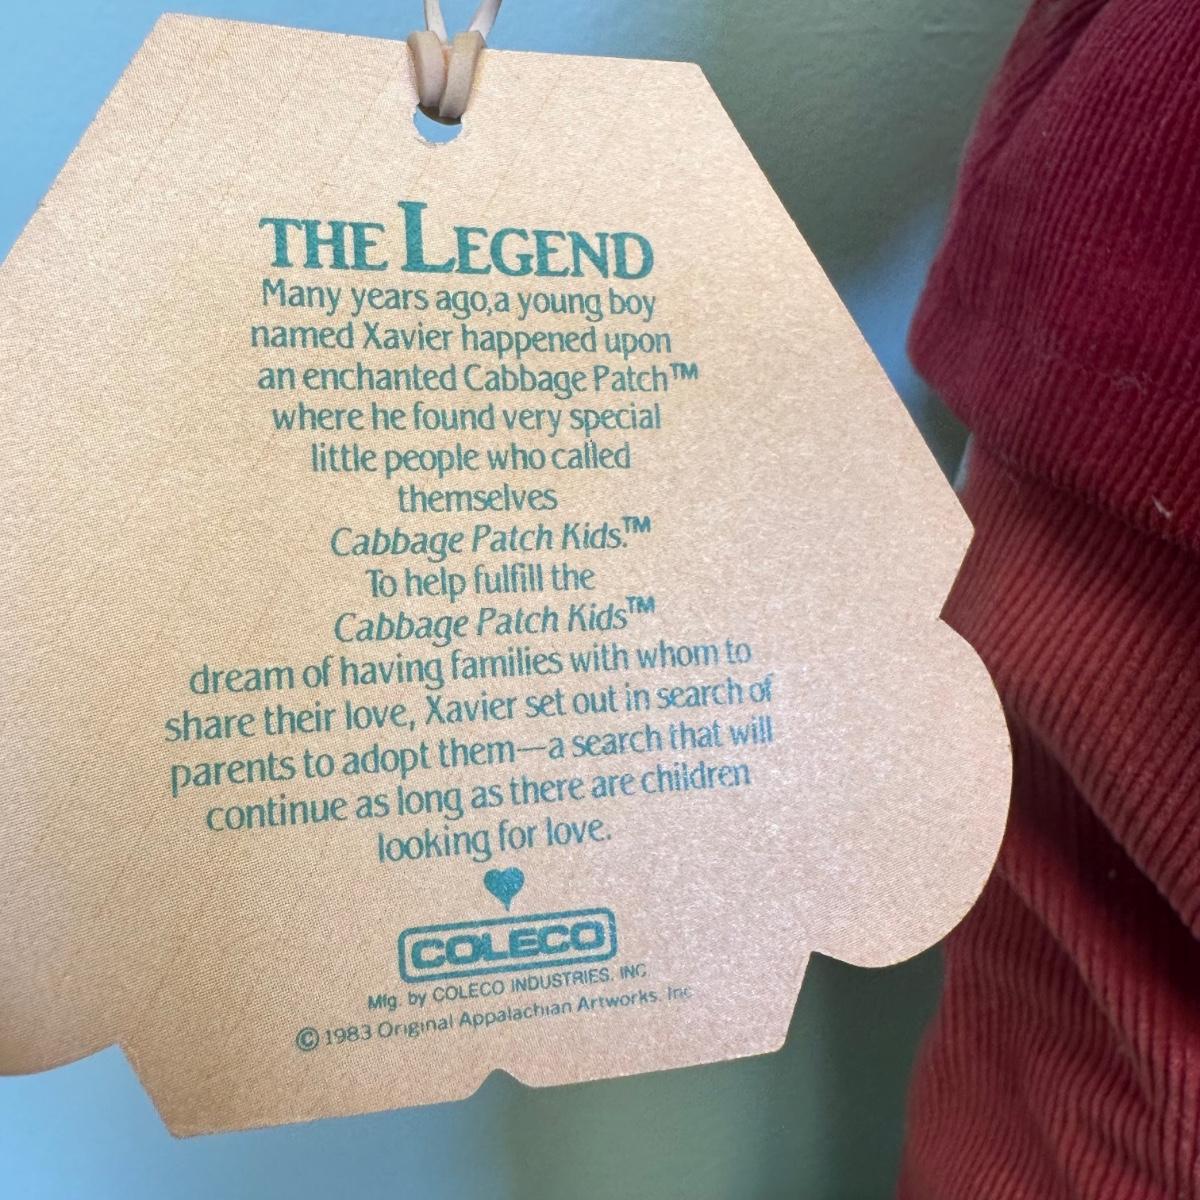 THE LEGEND
Many years ago,a young boy
named Xavier happened upon
an enchanted Cabbage Patch™
where he found very special
little people who called
themselves
Cabbage Patch Kids.™
To help fulfill the
Cabbage Patch Kids™
dream of having families with whom to
share their love, Xavier set out in search of
parents to adopt them—a search that will
continue as long as there are children
looking for love.
COLECO
Mfg. by COLECO INDUSTRIES, INC
© 1983 Original Appalachian Artworks, Inc